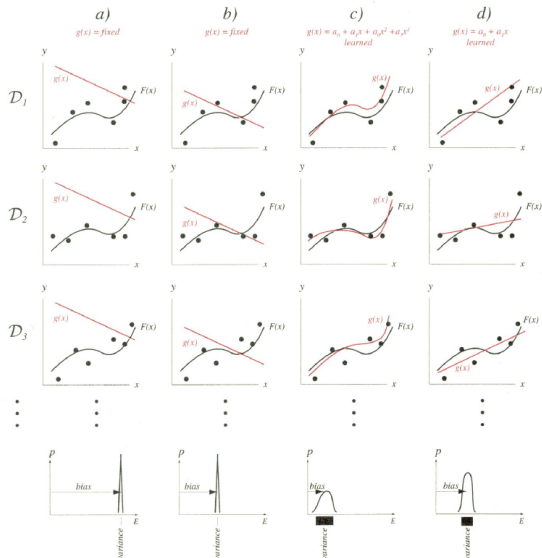 a) b) c) d)
g(x) = fixed g(x) = fixed g(x) = a₀ + a₁x + a₂x² +a₃x³ g(x) = a₀ + a₁x
learned learned
y y y y
D₁ g(x) F(x) g(x) F(x) g(x) F(x) g(x) F(x)
x x x x
y y y y
D₂ g(x) F(x) g(x) F(x) g(x) F(x) g(x) F(x)
x x x x
y y y y
D₃ g(x) F(x) g(x) F(x) g(x) F(x) g(x) F(x)
x x x x
p p p p
bias bias bias bias
E E E E
variance variance variance variance